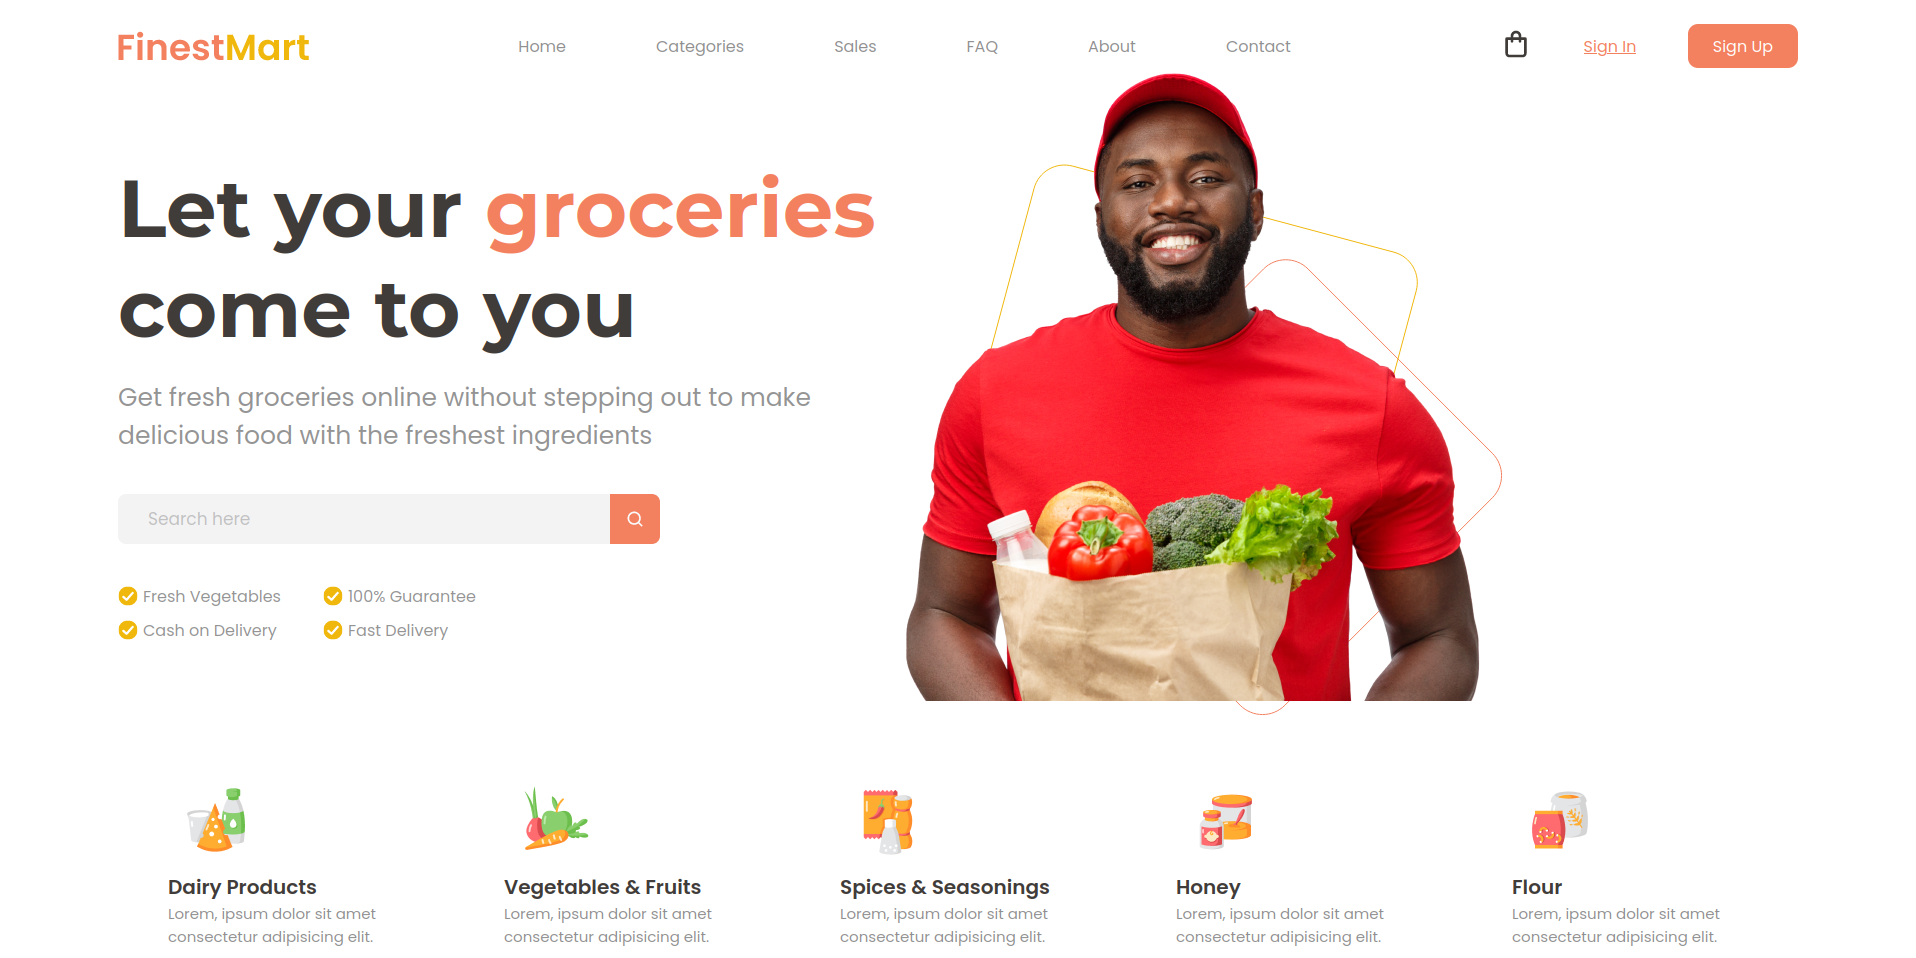 FinestMart
Home Categories Sales FAQ About Contact Sign In Sign Up
Let your groceries
come to you
Get fresh groceries online without stepping out to make
delicious food with the freshest ingredients
Search here
Fresh Vegetables 100% Guarantee
Cash on Delivery Fast Delivery
Dairy Products
Lorem, ipsum dolor sit amet
consectetur adipisicing elit.
Vegetables & Fruits
Lorem, ipsum dolor sit amet
consectetur adipisicing elit.
Spices & Seasonings
Lorem, ipsum dolor sit amet
consectetur adipisicing elit.
Honey
Lorem, ipsum dolor sit amet
consectetur adipisicing elit.
Flour
Lorem, ipsum dolor sit amet
consectetur adipisicing elit.